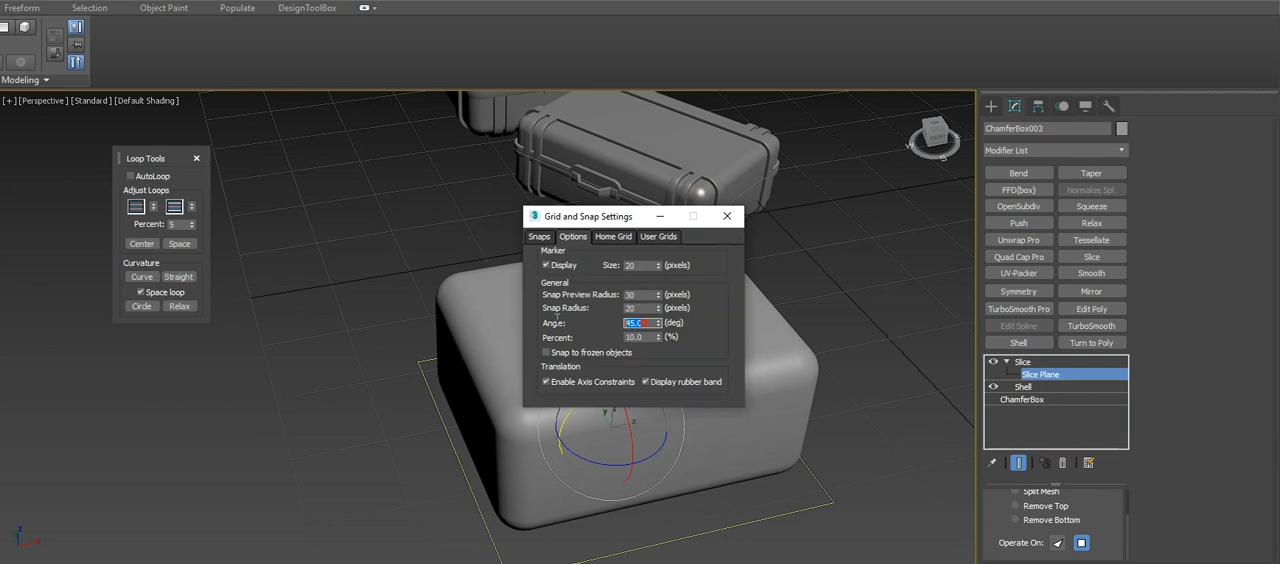 Freeform Selection Object Paint Populate DesignToolBox
Modeling
[+] [Perspective ] [Standard ] [Default Shading ]
Loop Tools
AutoLoop
Adjust Loops
Percent: 5
Center Space
Curvature
Curve Straight
Space loop
Circle Relax
3 Grid and Snap Settings
Snaps Options Home Grid User Grids
Marker
Display Size: 20 (pixels)
General
Snap Preview Radius: 30 (pixels)
Snap Radius: 20 (pixels)
Angle: 45.0 (deg)
Percent: 10.0 (%)
Snap to frozen objects
Translation
Enable Axis Constraints Display rubber band
y z x
z x
ChamferBox003
Modifier List
Bend Taper
FFD(box) Normalize Spl.
OpenSubdiv Squeeze
Push Relax
Unwrap Pro Tessellate
Quad Cap Pro Slice
UV-Packer Smooth
Symmetry Mirror
TurboSmooth Pro Edit Poly
Edit Spline TurboSmooth
Shell Turn to Poly
Slice
Slice Plane
Shell
ChamferBox
Split Mesh
Remove Top
Remove Bottom
Operate On: